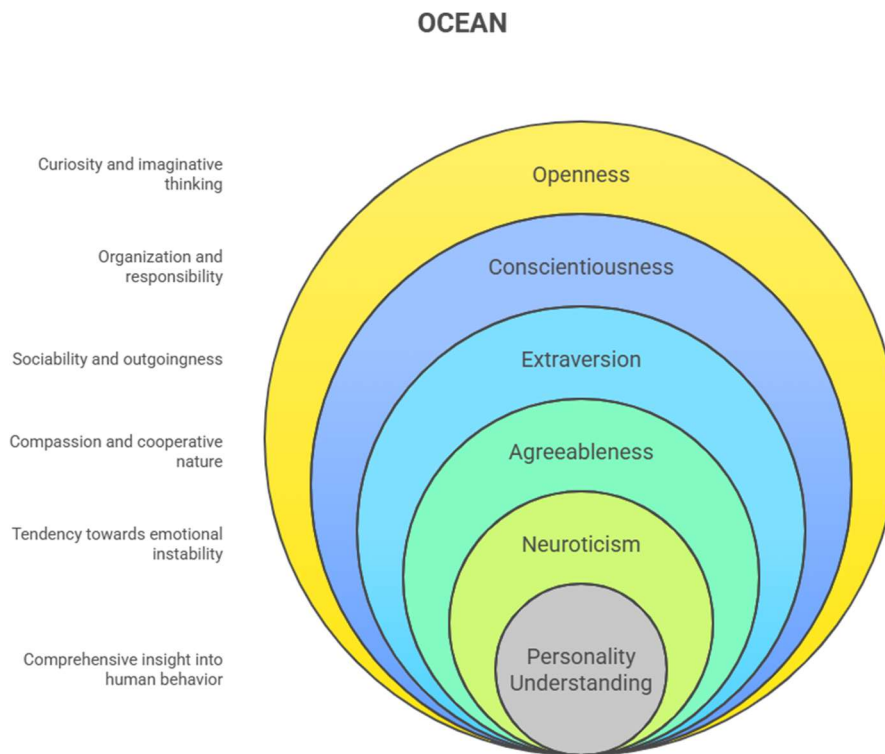 OCEAN
Curiosity and imaginative
thinking
Openness
Organization and
responsibility
Conscientiousness
Sociability and outgoingness
Extraversion
Compassion and cooperative
nature
Agreeableness
Tendency towards emotional
instability
Neuroticism
Comprehensive insight into
human behavior
Personality
Understanding